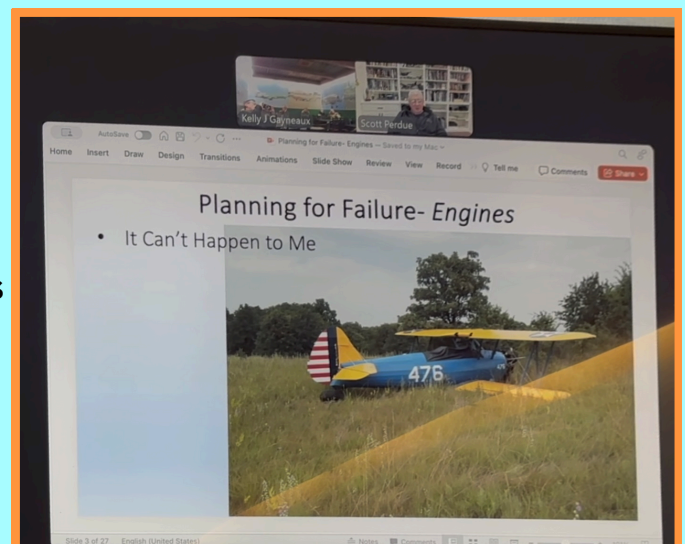 Kelly J Gayneaux
Scott Perdue
AutoSave
Planning for Failure- Engines — Saved to my Mac
Home Insert Draw Design Transitions Animations Slide Show Review View Record Tell me Comments Share
Planning for Failure- Engines
• It Can't Happen to Me
476
Slide 3 of 27 English (United States) Notes Comments
s